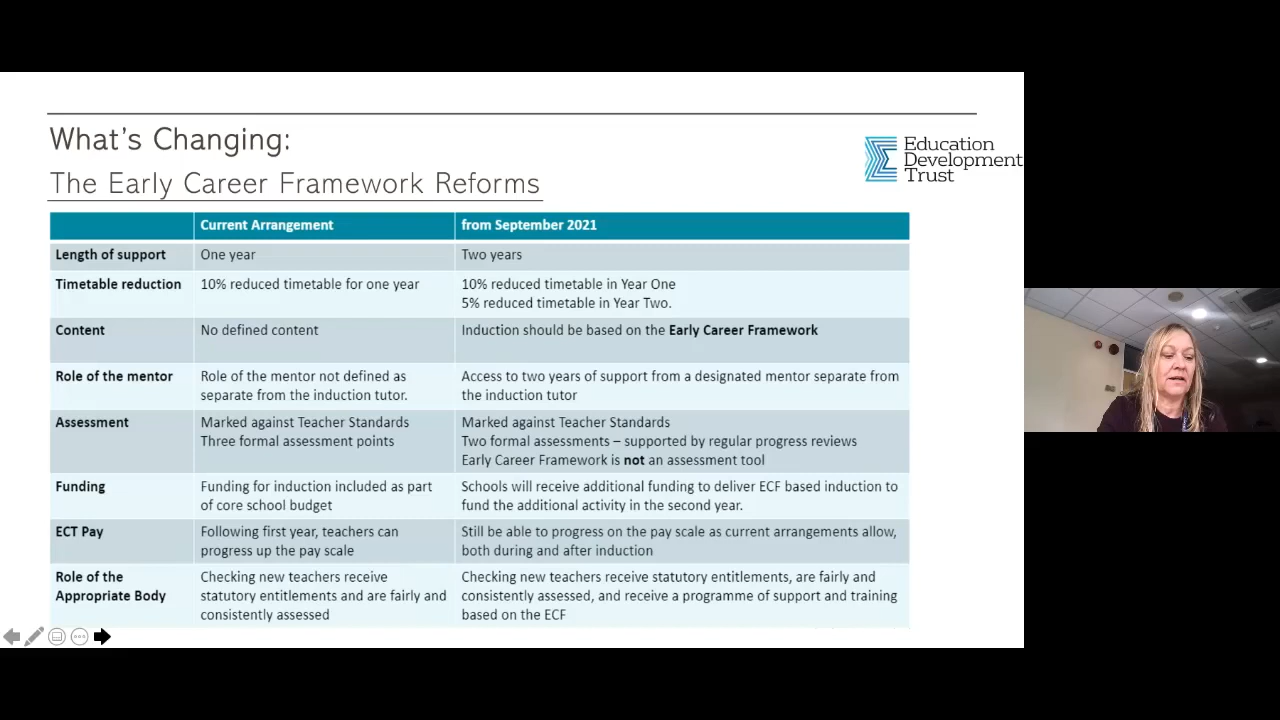 What's Changing:
The Early Career Framework Reforms
Education
Development
Trust
Current Arrangement
from September 2021
Length of support
One year
Two years
Timetable reduction
10% reduced timetable for one year
10% reduced timetable in Year One
5% reduced timetable in Year Two.
Content
No defined content
Induction should be based on the Early Career Framework
Role of the mentor
Role of the mentor not defined as
separate from the induction tutor.
Access to two years of support from a designated mentor separate from
the induction tutor
Assessment
Marked against Teacher Standards
Three formal assessment points
Marked against Teacher Standards
Two formal assessments – supported by regular progress reviews
Early Career Framework is not an assessment tool
Funding
Funding for induction included as part
of core school budget
Schools will receive additional funding to deliver ECF based induction to
fund the additional activity in the second year.
ECT Pay
Following first year, teachers can
progress up the pay scale
Still be able to progress on the pay scale as current arrangements allow,
both during and after induction
Role of the
Appropriate Body
Checking new teachers receive
statutory entitlements and are fairly and
consistently assessed
Checking new teachers receive statutory entitlements, are fairly and
consistently assessed, and receive a programme of support and training
based on the ECF